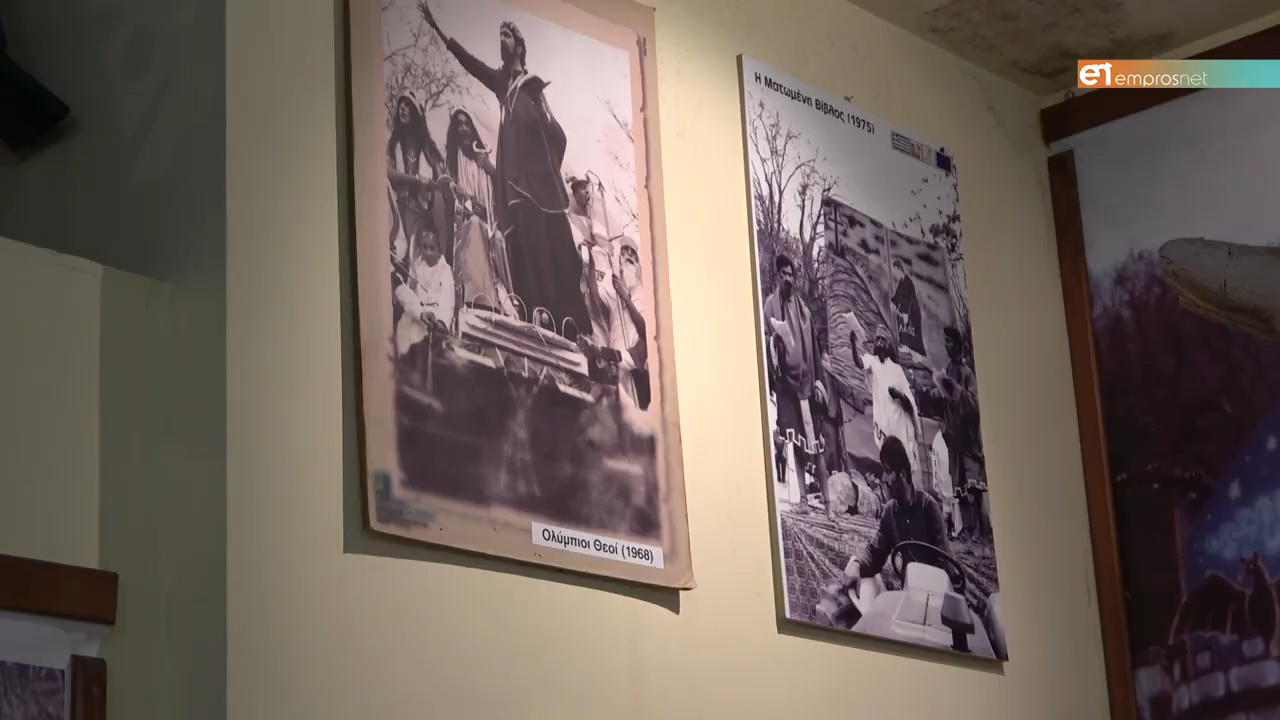 emprosnet
Η Ματωμένη Βίβλος (1975)
Ολύμπιοι Θεοί (1968)